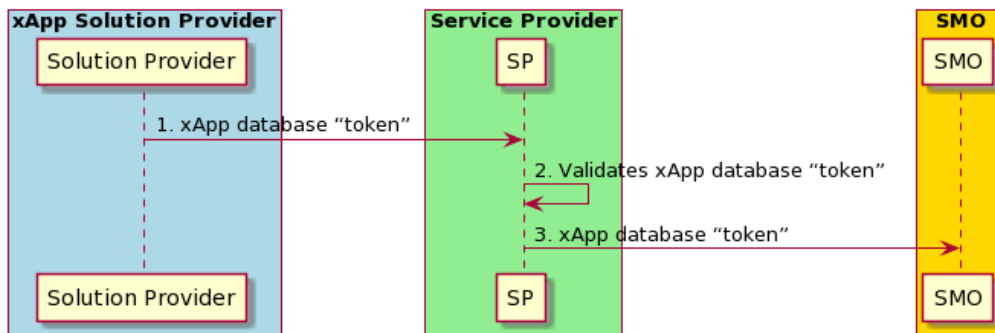 xApp Solution Provider
Service Provider
SMO
Solution Provider
SP
SMO
1. xApp database “token”
2. Validates xApp database “token”
3. xApp database “token”
Solution Provider
SP
SMO